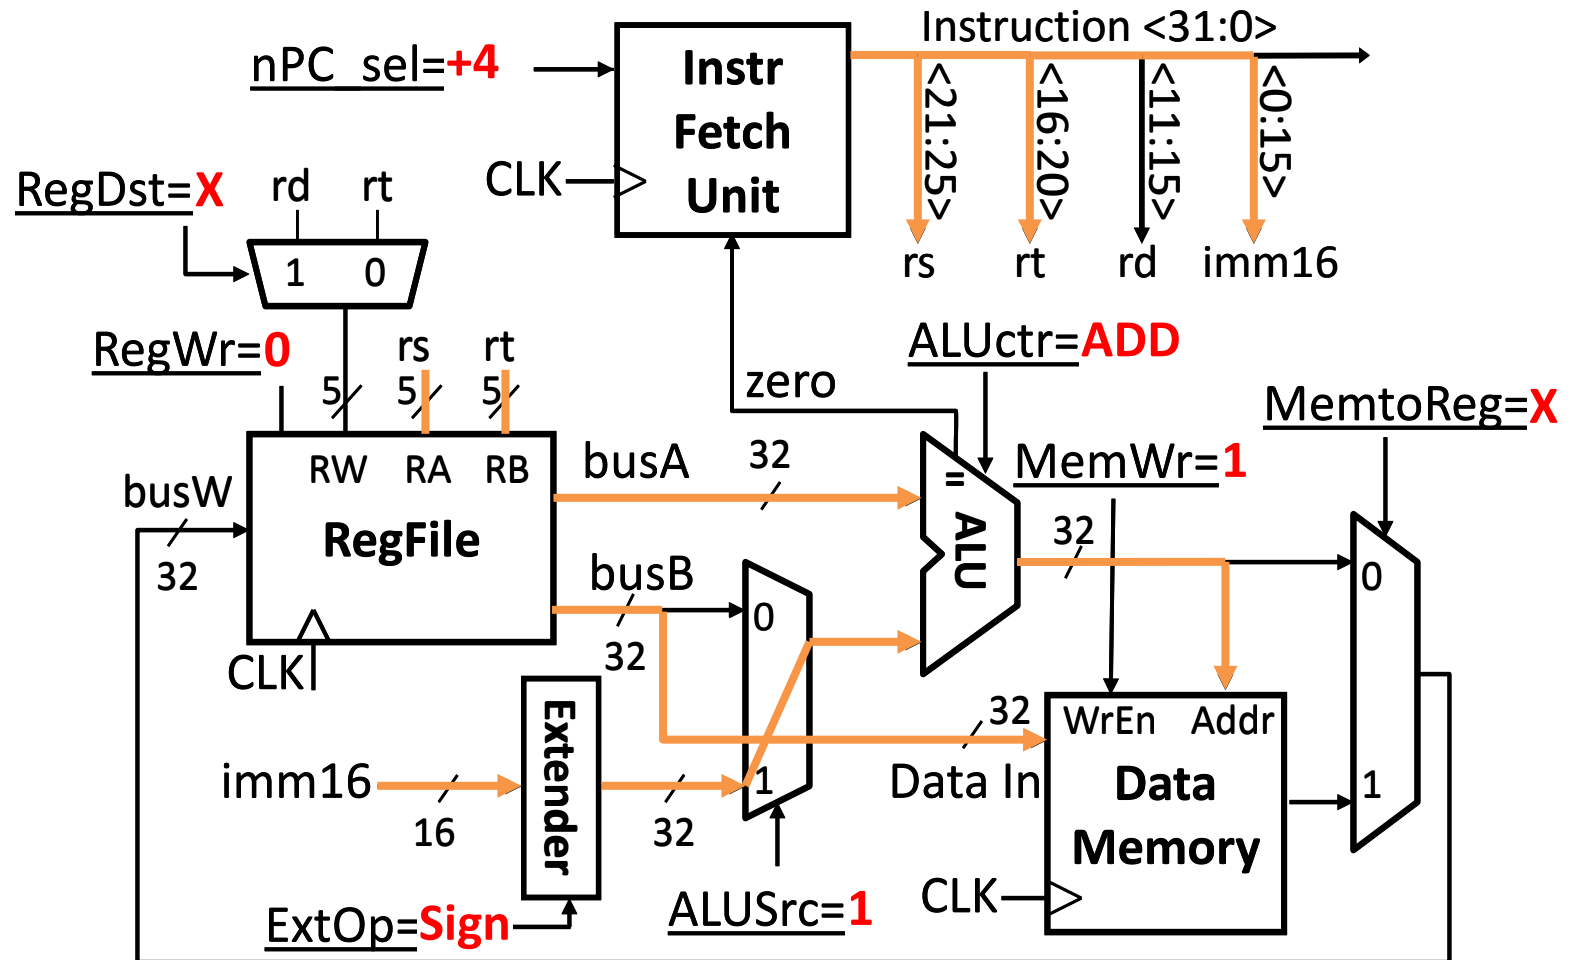 Instruction <31:0>
nPC_sel=+4
Instr
Fetch
Unit
CLK
<21:25>
<16:20>
<11:15>
<0:15>
rs
rt
rd
imm16
RegDst=X
rd
rt
1
0
RegWr=0
5
rs
5
rt
5
zero
ALUctr=ADD
MemtoReg=X
RW
RA
RB
RegFile
busW
32
CLK
busA
32
busB
32
=
ALU
MemWr=1
32
0
1
0
1
imm16
16
Extender
32
ExtOp=Sign
ALUSrc=1
32
Data In
WrEn
Addr
Data
Memory
CLK